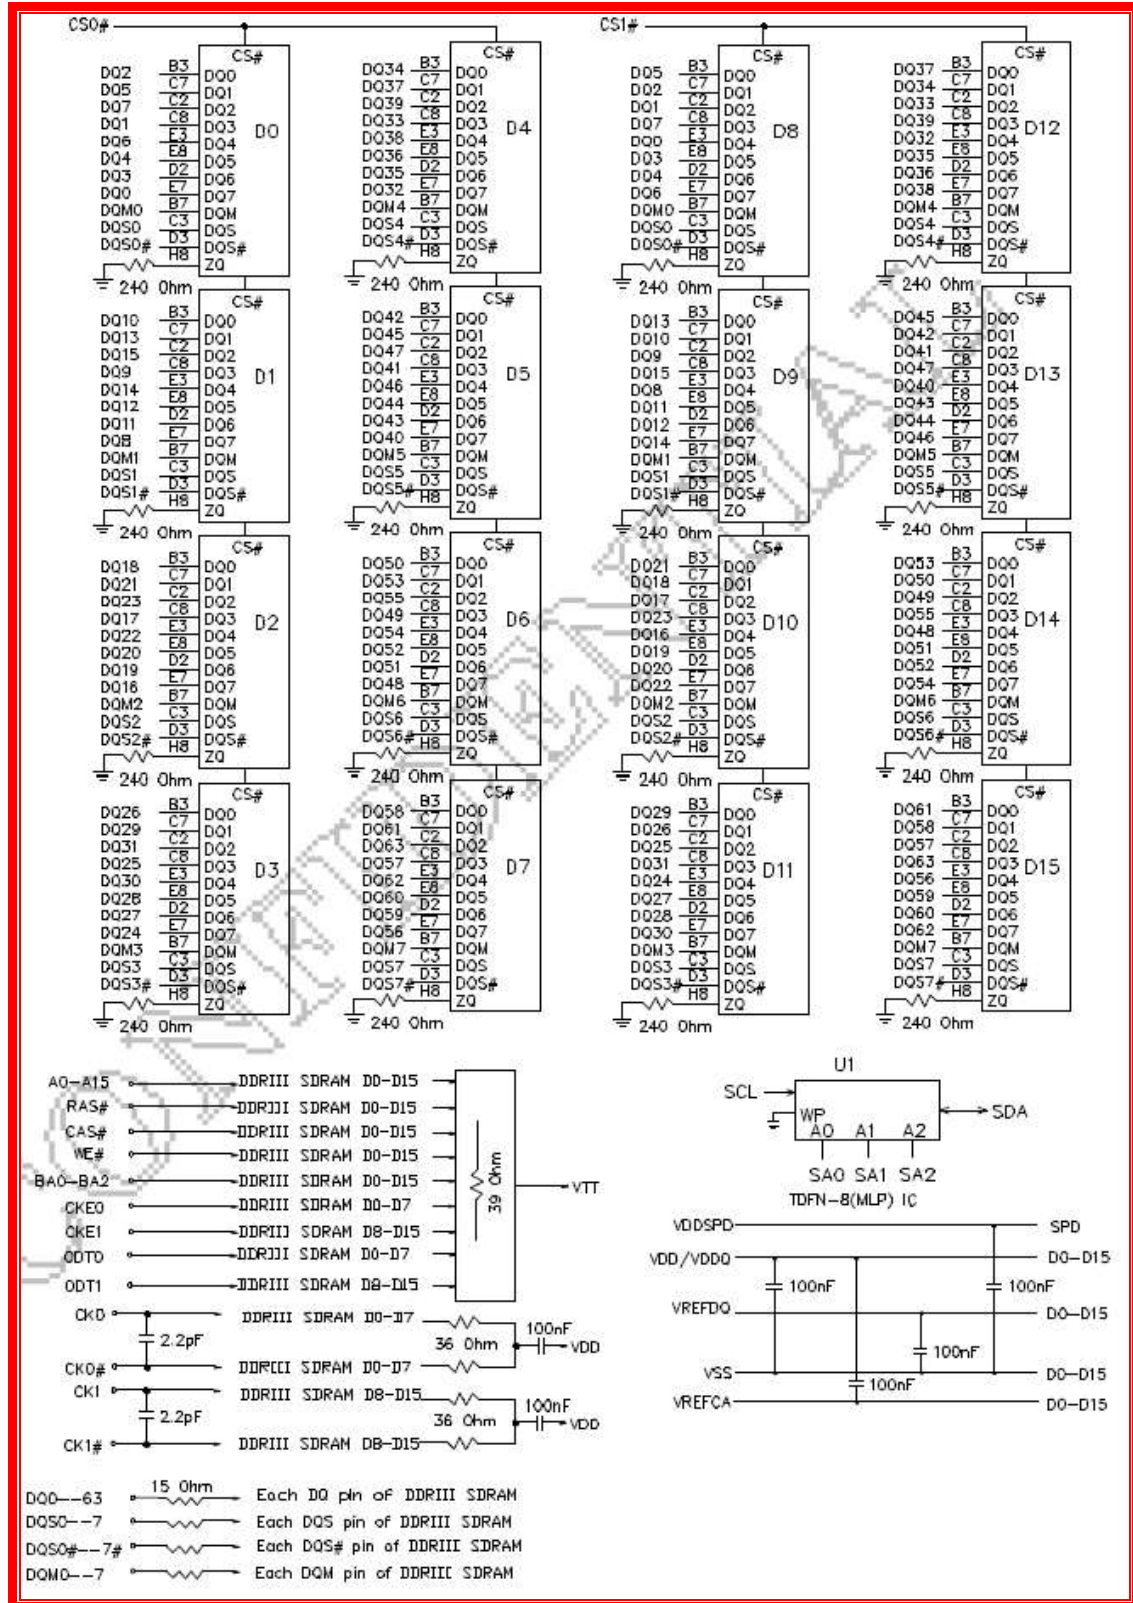 CS0#
CS1#
CS#
DQ2 B3 DQ0
DQ5 C7 DQ1
DQ7 C2 DQ2
DQ1 C8 DQ3
DQ6 E3 DQ4
DQ4 E8 DQ5
DQ3 D2 DQ6
DQ0 E7 DQ7
DQM0 B7 DQM
DQS0 C3 DQS
DQS0# D3 DQS#
H8 ZQ
D0
240 Ohm
CS#
DQ34 B3 DQ0
DQ37 C7 DQ1
DQ39 C2 DQ2
DQ33 C8 DQ3
DQ38 E3 DQ4
DQ36 E8 DQ5
DQ35 D2 DQ6
DQ32 E7 DQ7
DQM4 B7 DQM
DQS4 C3 DQS
DQS4# D3 DQS#
H8 ZQ
D4
240 Ohm
CS#
DQ5 B3 DQ0
DQ2 C7 DQ1
DQ1 C2 DQ2
DQ7 C8 DQ3
DQ0 E3 DQ4
DQ3 E8 DQ5
DQ4 D2 DQ6
DQ6 E7 DQ7
DQM0 B7 DQM
DQS0 C3 DQS
DQS0# D3 DQS#
H8 ZQ
D8
240 Ohm
CS#
DQ37 B3 DQ0
DQ34 C7 DQ1
DQ33 C2 DQ2
DQ39 C8 DQ3
DQ32 E3 DQ4
DQ35 E8 DQ5
DQ36 D2 DQ6
DQ38 E7 DQ7
DQM4 B7 DQM
DQS4 C3 DQS
DQS4# D3 DQS#
H8 ZQ
D12
240 Ohm
CS#
DQ10 B3 DQ0
DQ13 C7 DQ1
DQ15 C2 DQ2
DQ9 C8 DQ3
DQ14 E3 DQ4
DQ12 E8 DQ5
DQ11 D2 DQ6
DQ8 E7 DQ7
DQM1 B7 DQM
DQS1 C3 DQS
DQS1# D3 DQS#
H8 ZQ
D1
240 Ohm
CS#
DQ42 B3 DQ0
DQ45 C7 DQ1
DQ47 C2 DQ2
DQ41 C8 DQ3
DQ46 E3 DQ4
DQ44 E8 DQ5
DQ43 D2 DQ6
DQ40 E7 DQ7
DQM5 B7 DQM
DQS5 C3 DQS
DQS5# D3 DQS#
H8 ZQ
D5
240 Ohm
CS#
DQ13 B3 DQ0
DQ10 C7 DQ1
DQ9 C2 DQ2
DQ15 C8 DQ3
DQ8 E3 DQ4
DQ11 E8 DQ5
DQ12 D2 DQ6
DQ14 E7 DQ7
DQM1 B7 DQM
DQS1 C3 DQS
DQS1# D3 DQS#
H8 ZQ
D9
240 Ohm
CS#
DQ45 B3 DQ0
DQ42 C7 DQ1
DQ41 C2 DQ2
DQ47 C8 DQ3
DQ40 E3 DQ4
DQ43 E8 DQ5
DQ44 D2 DQ6
DQ46 E7 DQ7
DQM5 B7 DQM
DQS5 C3 DQS
DQS5# D3 DQS#
H8 ZQ
D13
240 Ohm
CS#
DQ18 B3 DQ0
DQ21 C7 DQ1
DQ23 C2 DQ2
DQ17 C8 DQ3
DQ22 E3 DQ4
DQ20 E8 DQ5
DQ19 D2 DQ6
DQ16 E7 DQ7
DQM2 B7 DQM
DQS2 C3 DQS
DQS2# D3 DQS#
H8 ZQ
D2
240 Ohm
CS#
DQ50 B3 DQ0
DQ53 C7 DQ1
DQ55 C2 DQ2
DQ49 C8 DQ3
DQ54 E3 DQ4
DQ52 E8 DQ5
DQ51 D2 DQ6
DQ48 E7 DQ7
DQM6 B7 DQM
DQS6 C3 DQS
DQS6# D3 DQS#
H8 ZQ
D6
240 Ohm
CS#
DQ21 B3 DQ0
DQ18 C7 DQ1
DQ17 C2 DQ2
DQ23 C8 DQ3
DQ16 E3 DQ4
DQ19 E8 DQ5
DQ20 D2 DQ6
DQ22 E7 DQ7
DQM2 B7 DQM
DQS2 C3 DQS
DQS2# D3 DQS#
H8 ZQ
D10
240 Ohm
CS#
DQ53 B3 DQ0
DQ50 C7 DQ1
DQ49 C2 DQ2
DQ55 C8 DQ3
DQ48 E3 DQ4
DQ51 E8 DQ5
DQ52 D2 DQ6
DQ54 E7 DQ7
DQM6 B7 DQM
DQS6 C3 DQS
DQS6# D3 DQS#
H8 ZQ
D14
240 Ohm
CS#
DQ26 B3 DQ0
DQ29 C7 DQ1
DQ31 C2 DQ2
DQ25 C8 DQ3
DQ30 E3 DQ4
DQ28 E8 DQ5
DQ27 D2 DQ6
DQ24 E7 DQ7
DQM3 B7 DQM
DQS3 C3 DQS
DQS3# D3 DQS#
H8 ZQ
D3
240 Ohm
CS#
DQ58 B3 DQ0
DQ61 C7 DQ1
DQ63 C2 DQ2
DQ57 C8 DQ3
DQ62 E3 DQ4
DQ60 E8 DQ5
DQ59 D2 DQ6
DQ56 E7 DQ7
DQM7 B7 DQM
DQS7 C3 DQS
DQS7# D3 DQS#
H8 ZQ
D7
240 Ohm
CS#
DQ29 B3 DQ0
DQ26 C7 DQ1
DQ25 C2 DQ2
DQ31 C8 DQ3
DQ24 E3 DQ4
DQ27 E8 DQ5
DQ28 D2 DQ6
DQ30 E7 DQ7
DQM3 B7 DQM
DQS3 C3 DQS
DQS3# D3 DQS#
H8 ZQ
D11
240 Ohm
CS#
DQ61 B3 DQ0
DQ58 C7 DQ1
DQ57 C2 DQ2
DQ63 C8 DQ3
DQ56 E3 DQ4
DQ59 E8 DQ5
DQ60 D2 DQ6
DQ62 E7 DQ7
DQM7 B7 DQM
DQS7 C3 DQS
DQS7# D3 DQS#
H8 ZQ
D15
240 Ohm
CONFIDENTIAL
A0-A15 DDRIII SDRAM D0-D15
RAS# DDRIII SDRAM D0-D15
CAS# DDRIII SDRAM D0-D15
WE# DDRIII SDRAM D0-D15
BA0-BA2 DDRIII SDRAM D0-D15
CKE0 DDRIII SDRAM D0-D7
CKE1 DDRIII SDRAM D8-D15
ODT0 DDRIII SDRAM D0-D7
ODT1 DDRIII SDRAM D8-D15
39 Ohm
VTT
CK0 DDRIII SDRAM D0-D7
2.2pF
36 Ohm
100nF
VDD
CK0# DDRIII SDRAM D0-D7
CK1 DDRIII SDRAM D8-D15
2.2pF
36 Ohm
100nF
VDD
CK1# DDRIII SDRAM D8-D15
U1
SCL
WP
A0 A1 A2
SDA
SA0 SA1 SA2
TDFN-8(MLP) IC
VDDSPD SPD
VDD/VDDQ D0-D15
100nF
100nF
VREFDQ D0-D15
100nF
VSS D0-D15
100nF
VREFCA D0-D15
15 Ohm
DQ0--63 Each DQ pin of DDRIII SDRAM
DQS0--7 Each DQS pin of DDRIII SDRAM
DQS0#--7# Each DQS# pin of DDRIII SDRAM
DQM0--7 Each DQM pin of DDRIII SDRAM